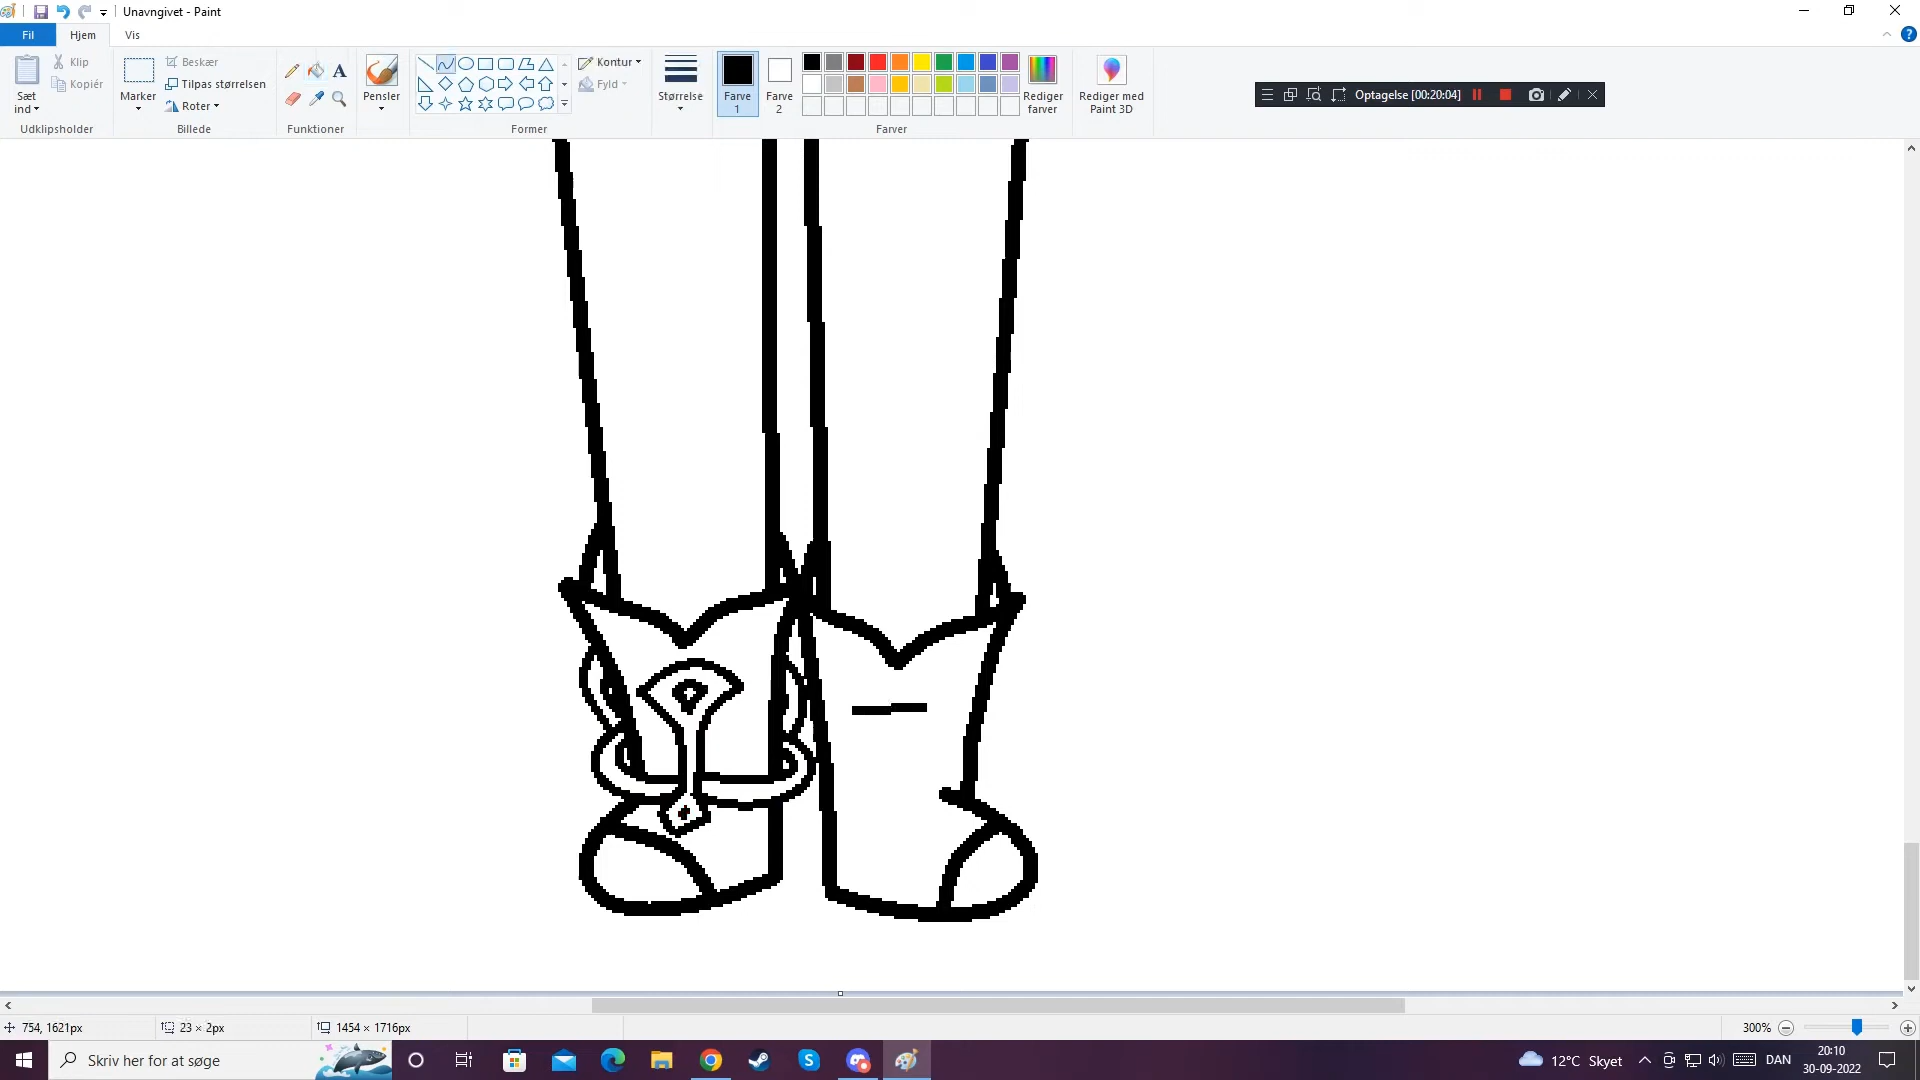 Unavngivet - Paint
Fil Hjem Vis
Sæt ind
Klip
Kopiér
Udklipsholder
Marker
Beskær
Tilpas størrelsen
Roter
Billede
A
Funktioner
Pensler
Kontur
Fyld
Former
Størrelse
Farve 1
Farve 2
Rediger farver
Farver
Rediger med Paint 3D
Optagelse [00:20:04]
754, 1621px
23 × 2px
1454 × 1716px
300%
Skriv her for at søge
12°C Skyet
DAN
20:10
30-09-2022